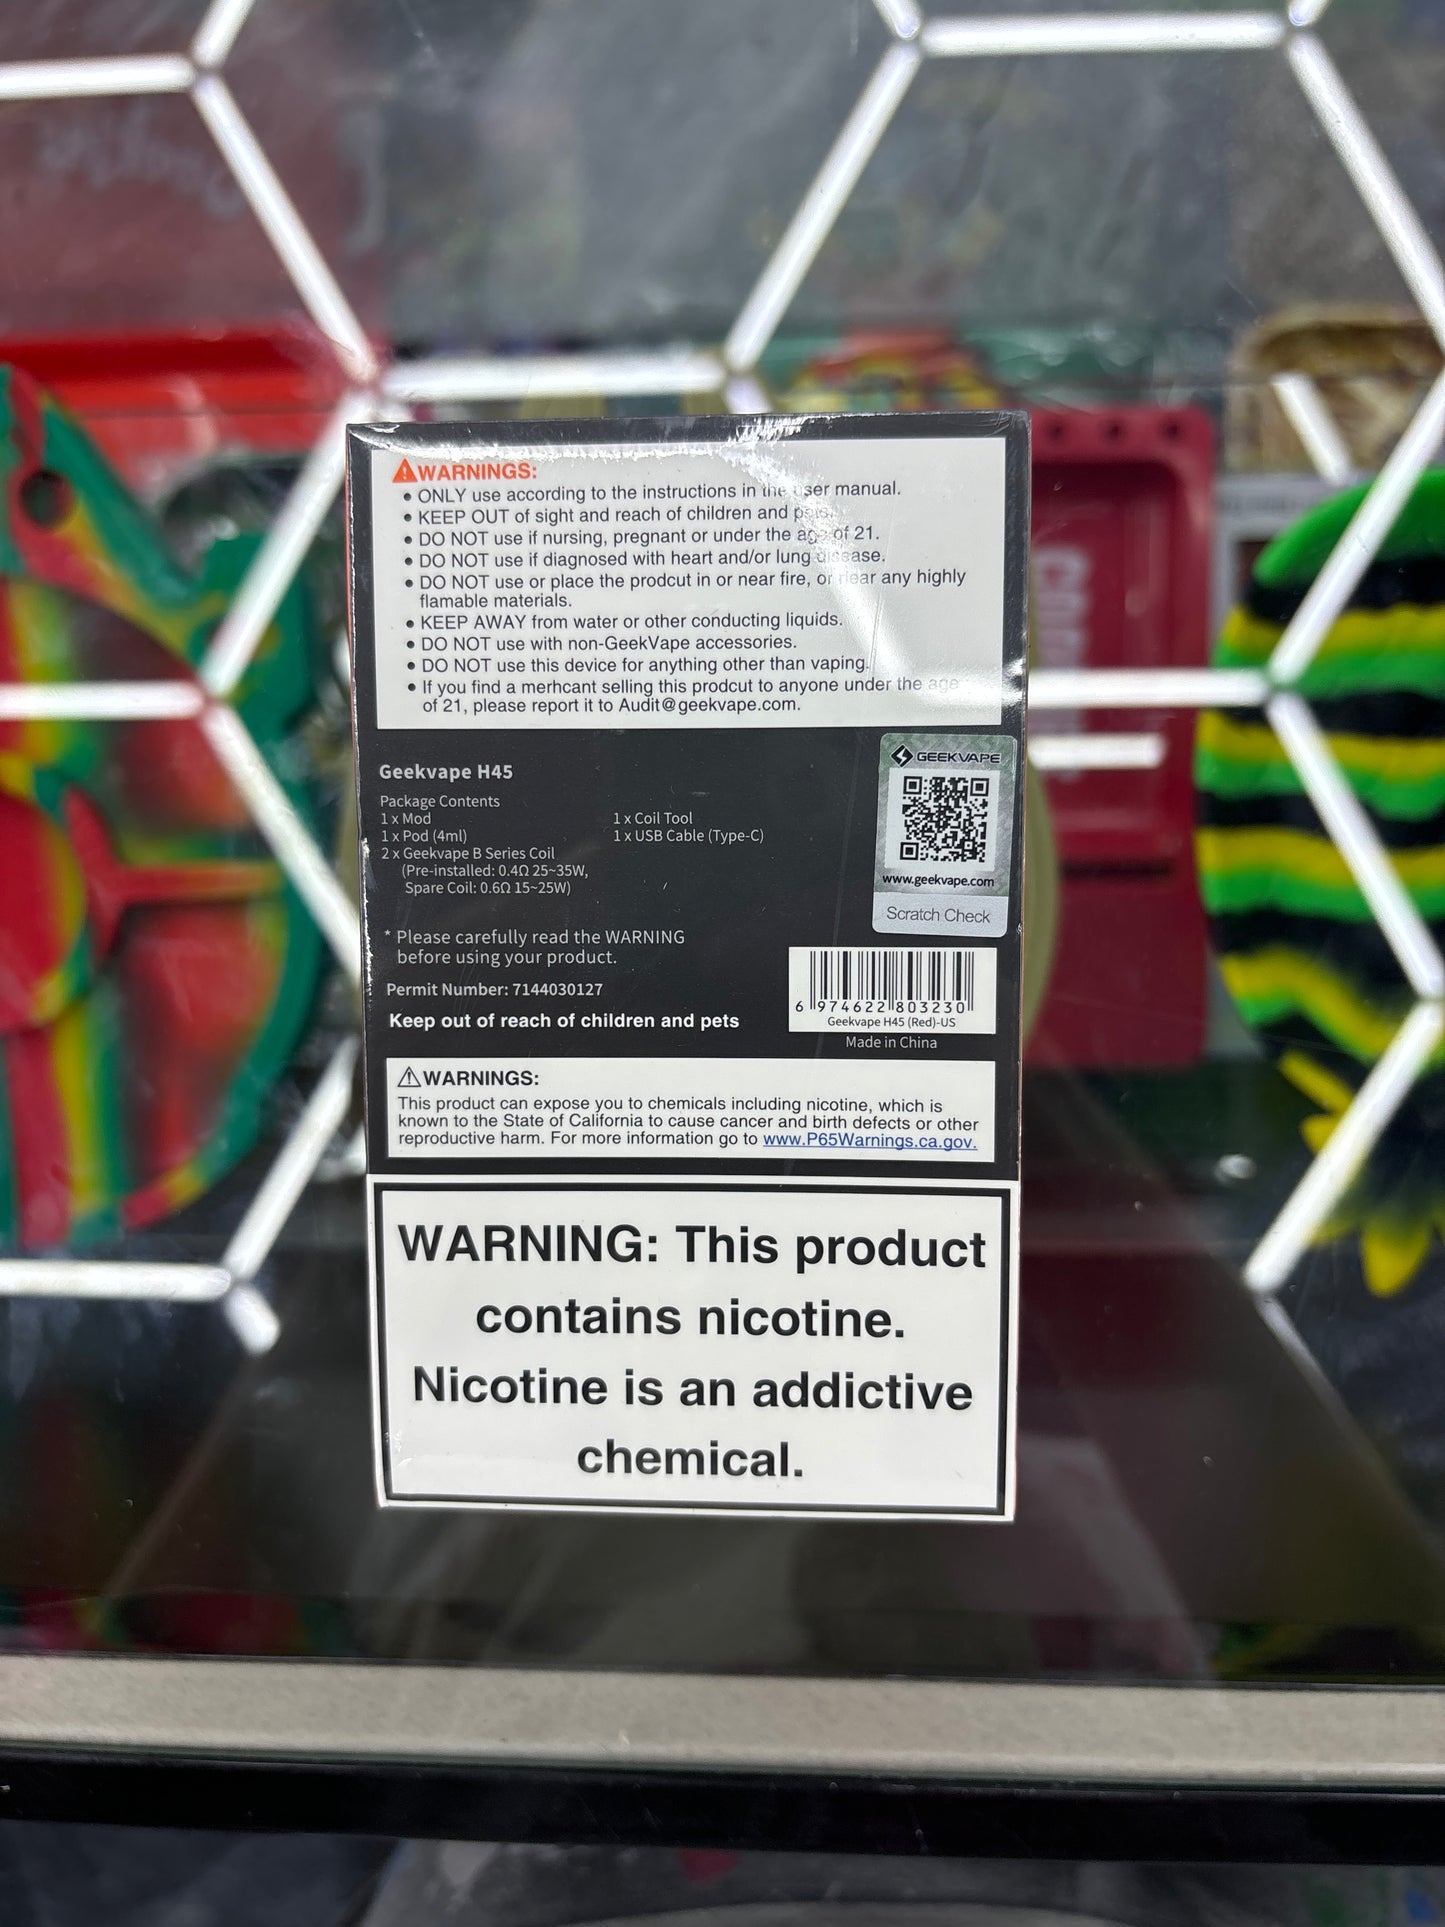 WARNINGS:
• ONLY use according to the instructions in the user manual.
• KEEP OUT of sight and reach of children and pets.
• DO NOT use if nursing, pregnant or under the age of 21.
• DO NOT use if diagnosed with heart and/or lung disease.
• DO NOT use or place the prodcut in or near fire, or near any highly
flamable materials.
• KEEP AWAY from water or other conducting liquids.
• DO NOT use with non-GeekVape accessories.
• DO NOT use this device for anything other than vaping.
• If you find a merhcant selling this prodcut to anyone under the age
of 21, please report it to Audit@geekvape.com.
Geekvape H45
Package Contents
1 x Mod
1 x Pod (4ml)
2 x Geekvape B Series Coil
(Pre-installed: 0.4Ω 25~35W,
Spare Coil: 0.6Ω 15~25W)
1 x Coil Tool
1 x USB Cable (Type-C)
GEEKVAPE
www.geekvape.com
Scratch Check
* Please carefully read the WARNING
before using your product.
Permit Number: 7144030127
Keep out of reach of children and pets
6 974622 803230
Geekvape H45 (Red)-US
Made in China
WARNINGS:
This product can expose you to chemicals including nicotine, which is
known to the State of California to cause cancer and birth defects or other
reproductive harm. For more information go to www.P65Warnings.ca.gov.
WARNING: This product
contains nicotine.
Nicotine is an addictive
chemical.